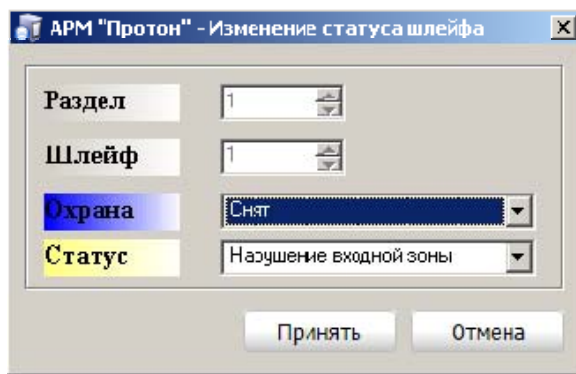 АРМ "Протон" - Изменение статуса шлейфа
Раздел 1
Шлейф 1
Охрана Снят
Статус Нарушение входной зоны
Принять Отмена